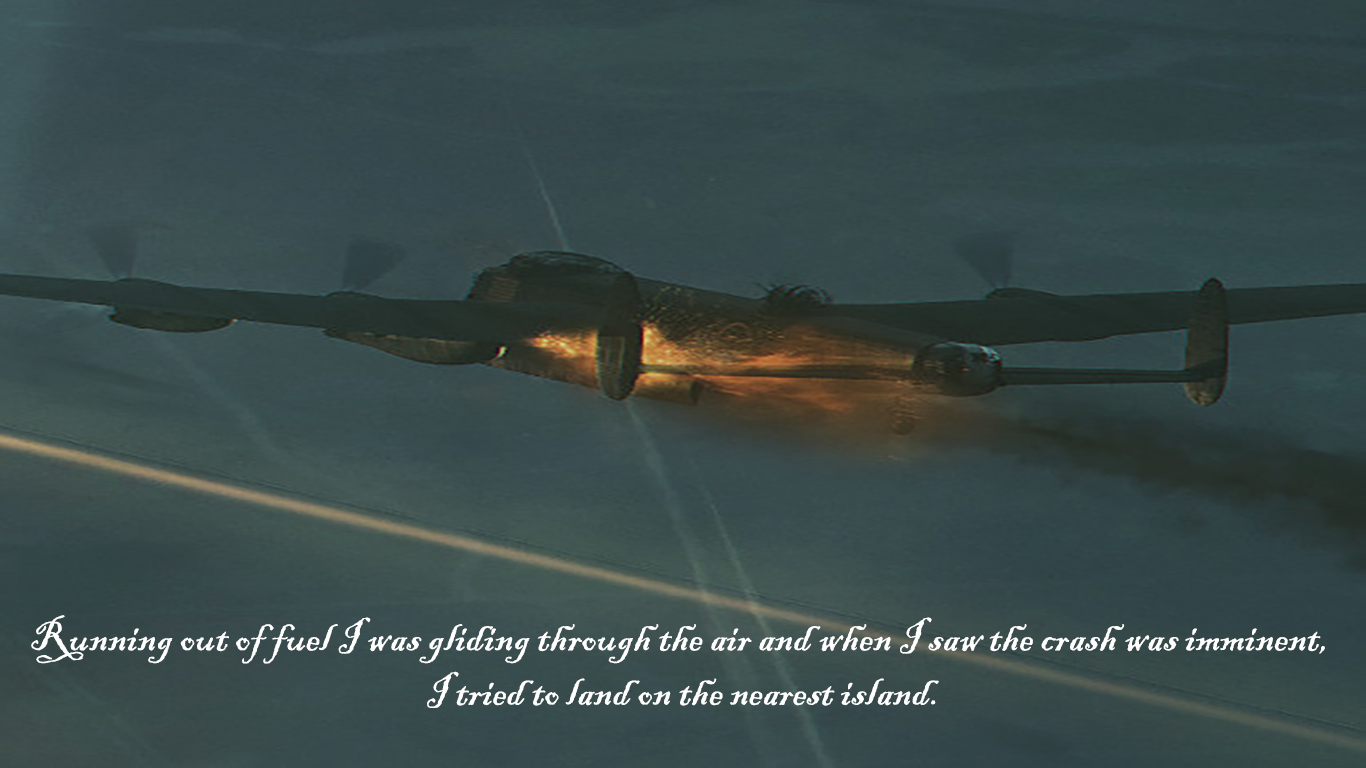 Running out of fuel I was gliding through the air and when I saw the crash was imminent,
I tried to land on the nearest island.